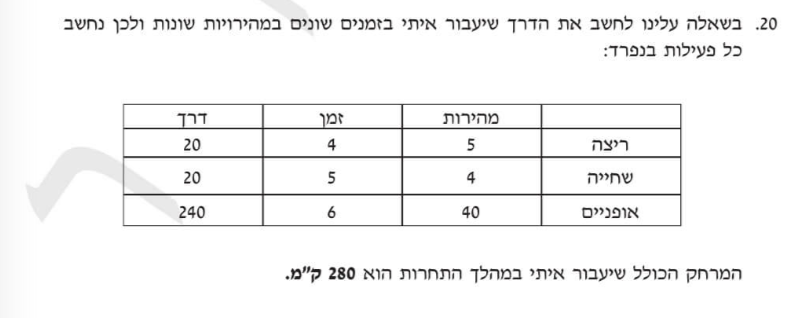 20. בשאלה עלינו לחשב את הדרך שיעבור איתי בזמנים שונים במהירויות שונות ולכן נחשב
כל פעילות בנפרד:
מהירות זמן דרך
ריצה 5 4 20
שחייה 4 5 20
אופניים 40 6 240
המרחק הכולל שיעבור איתי במהלך התחרות הוא 280 ק"מ.